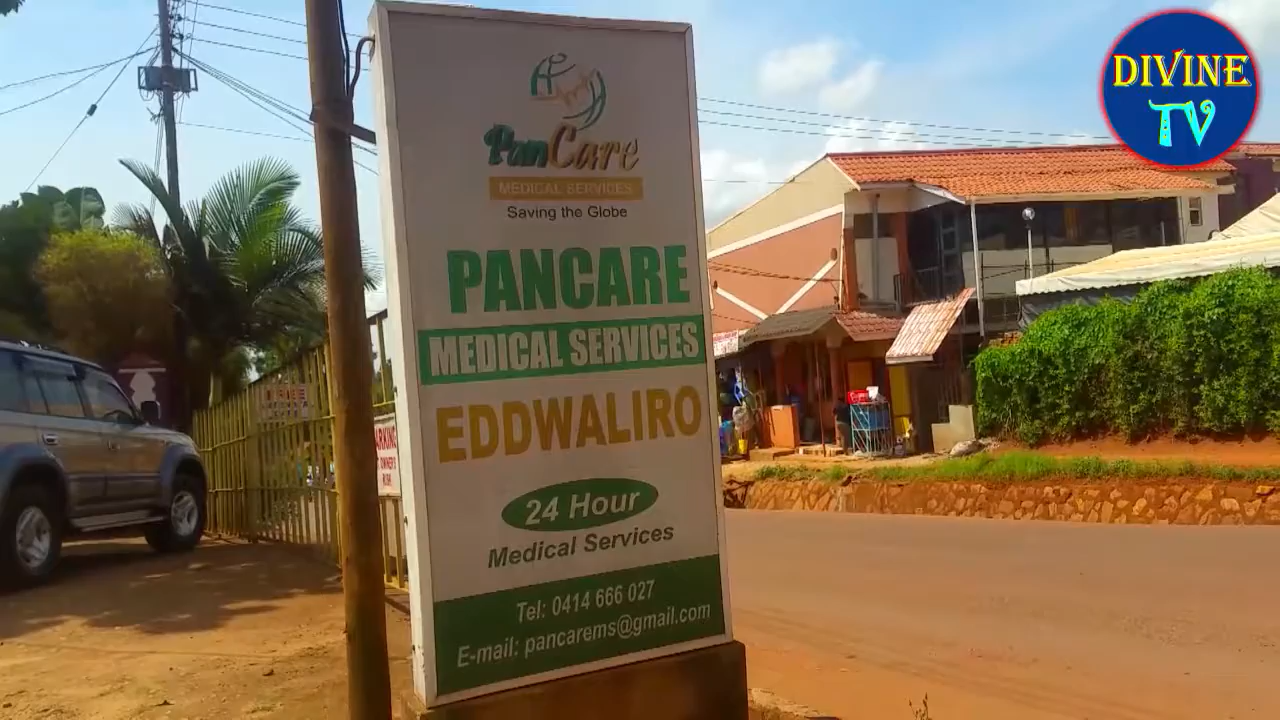 DIVINE
TV
PanCare
MEDICAL SERVICES
Saving the Globe
PANCARE
MEDICAL SERVICES
EDDWALIRO
24 Hour
Medical Services
Tel: 0414 666 027
E-mail: pancarems@gmail.com